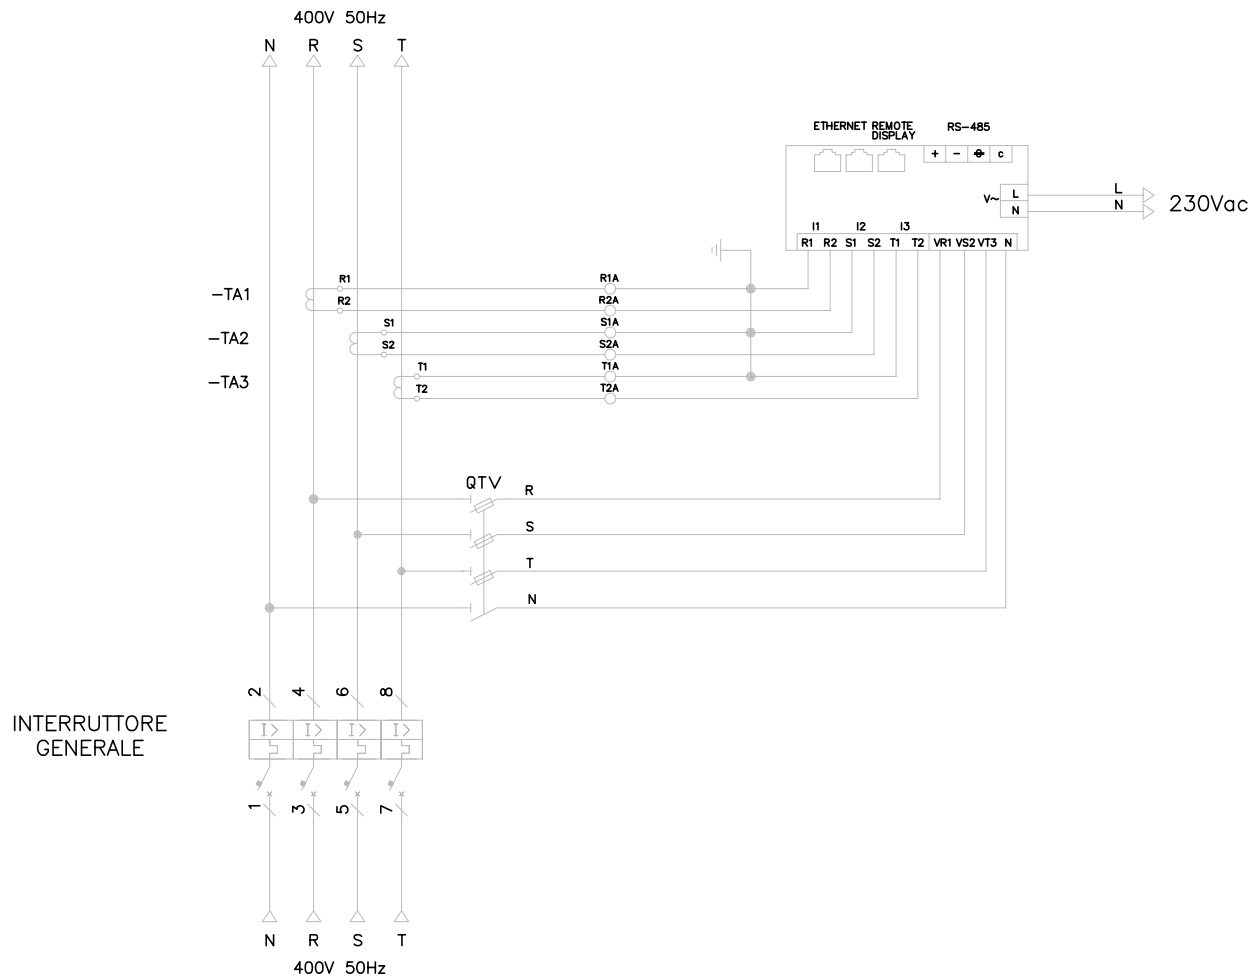 400V 50Hz
N R S T
ETHERNET REMOTE DISPLAY RS-485
+ - ⏚ c
V~ L L
N N
230Vac
I1 I2 I3
R1 R2 S1 S2 T1 T2 VR1 VS2 VT3 N
-TA1 R1 R1A
R2 R2A
-TA2 S1 S1A
S2 S2A
-TA3 T1 T1A
T2 T2A
QTV R
S
T
N
2 4 6 8
INTERRUTTORE
GENERALE
I> I> I> I>
1 3 5 7
N R S T
400V 50Hz